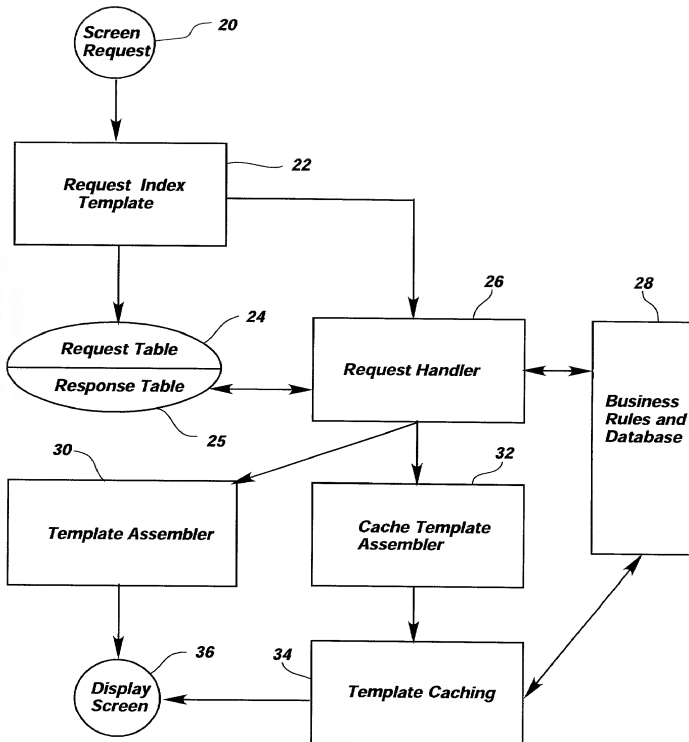 Screen
Request
20
Request Index
Template
22
24
Request Table
Response Table
25
26
Request Handler
28
Business
Rules and
Database
30
Template Assembler
32
Cache Template
Assembler
36
Display
Screen
34
Template Caching